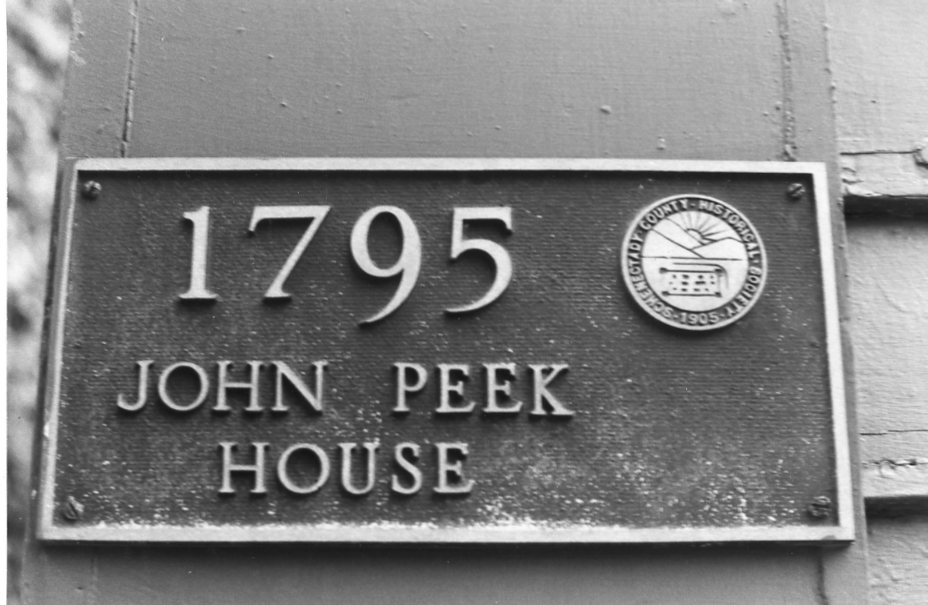 1795
SCHENECTADY COUNTY - HISTORICAL - SOCIETY
· 1905 ·
JOHN PEEK
HOUSE